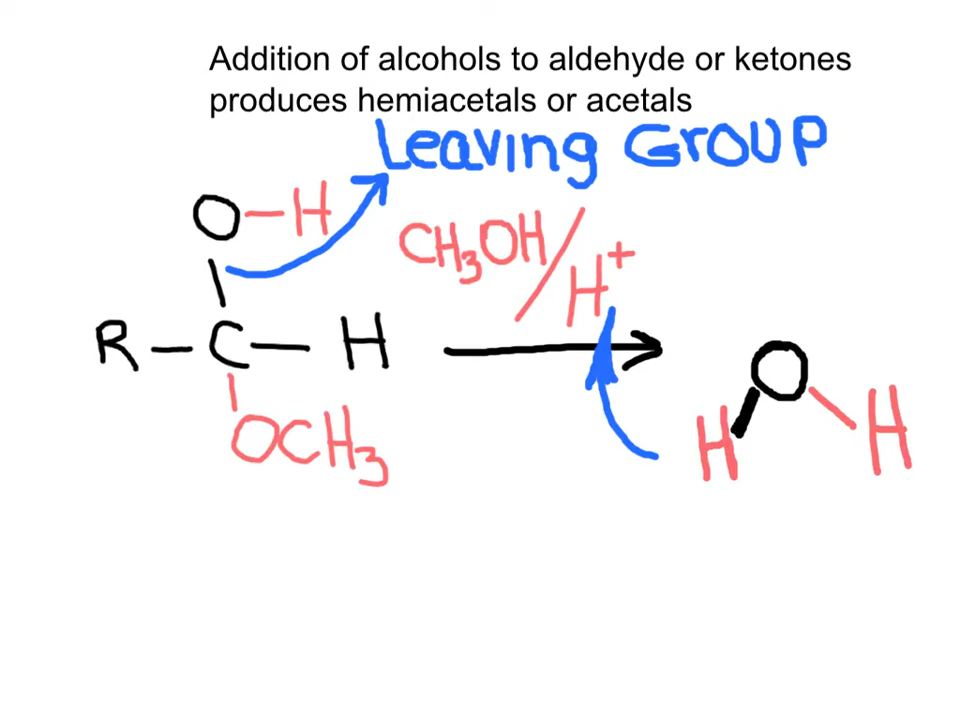 Addition of alcohols to aldehyde or ketones
produces hemiacetals or acetals
Leaving GROUP
O-H
CH₃OH/H⁺
R-C-H
OCH₃
O
H H